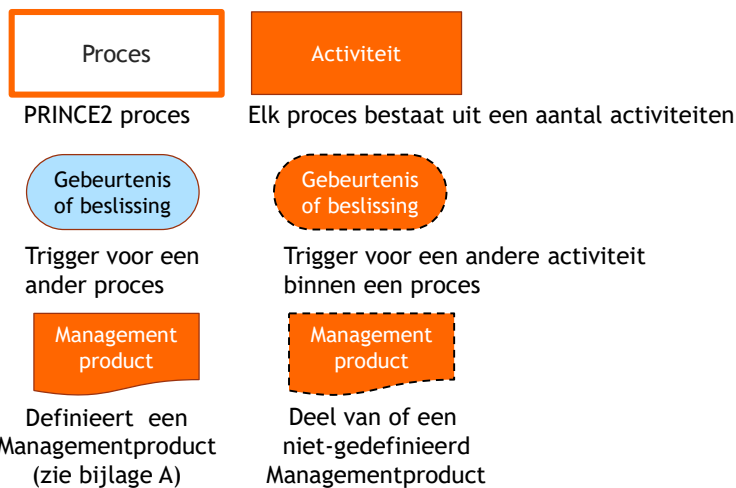 Proces
Activiteit
PRINCE2 proces
Elk proces bestaat uit een aantal activiteiten
Gebeurtenis
of beslissing
Gebeurtenis
of beslissing
Trigger voor een
ander proces
Trigger voor een andere activiteit
binnen een proces
Management
product
Management
product
Definieert een
Managementproduct
(zie bijlage A)
Deel van of een
niet-gedefinieerd
Managementproduct